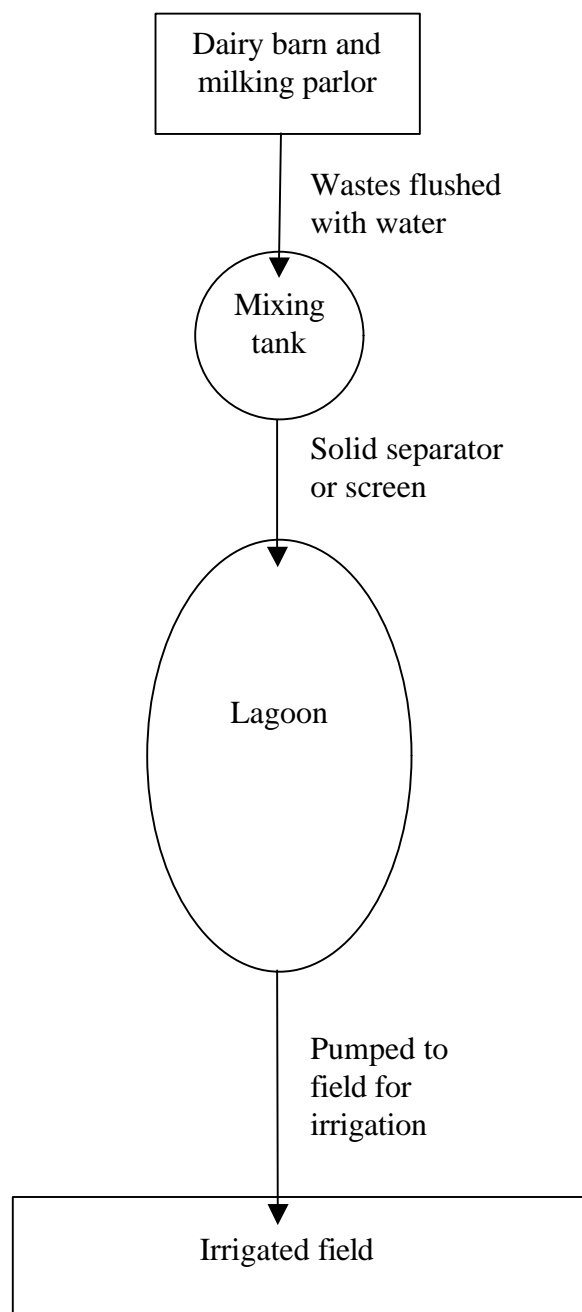 Dairy barn and
milking parlor
Wastes flushed
with water
Mixing
tank
Solid separator
or screen
Lagoon
Pumped to
field for
irrigation
Irrigated field